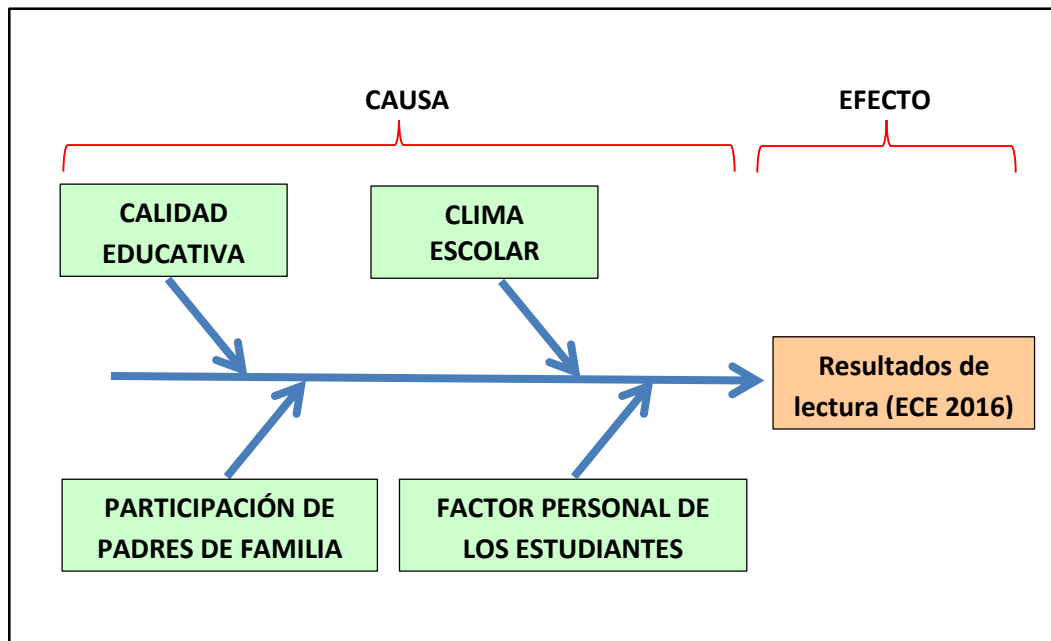 CAUSA
EFECTO
CALIDAD
EDUCATIVA
CLIMA
ESCOLAR
Resultados de
lectura (ECE 2016)
PARTICIPACIÓN DE
PADRES DE FAMILIA
FACTOR PERSONAL DE
LOS ESTUDIANTES